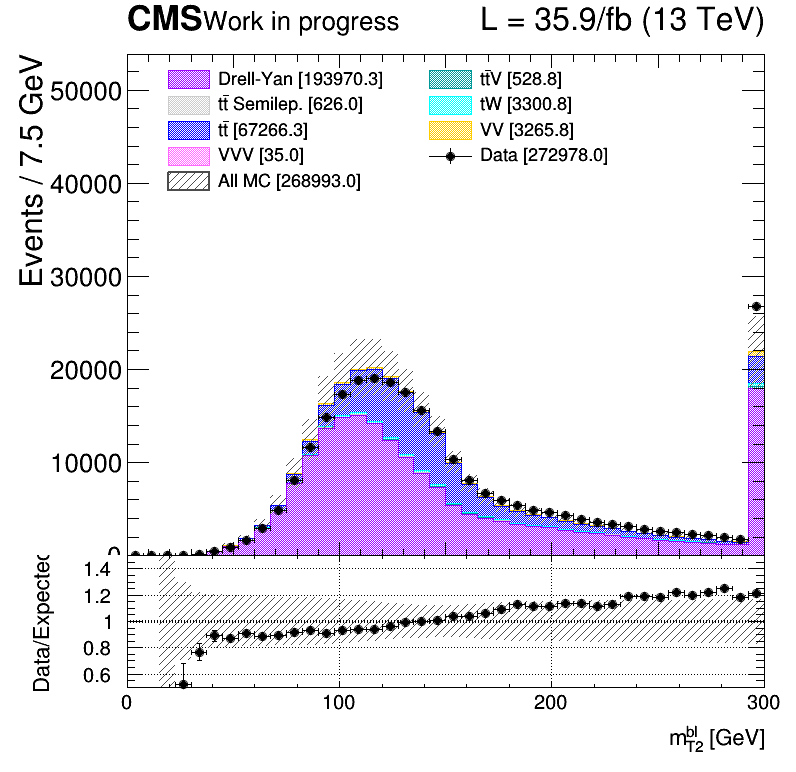 CMS Work in progress L = 35.9/fb (13 TeV)
Events / 7.5 GeV
50000
40000
30000
20000
10000
0
Drell-Yan [193970.3]
tt̄ Semilep. [626.0]
tt̄ [67266.3]
VVV [35.0]
All MC [268993.0]
tt̄V [528.8]
tW [3300.8]
VV [3265.8]
Data [272978.0]
Data/Expected
1.4
1.2
1
0.8
0.6
0 100 200 300
m_{T2}^{bl} [GeV]